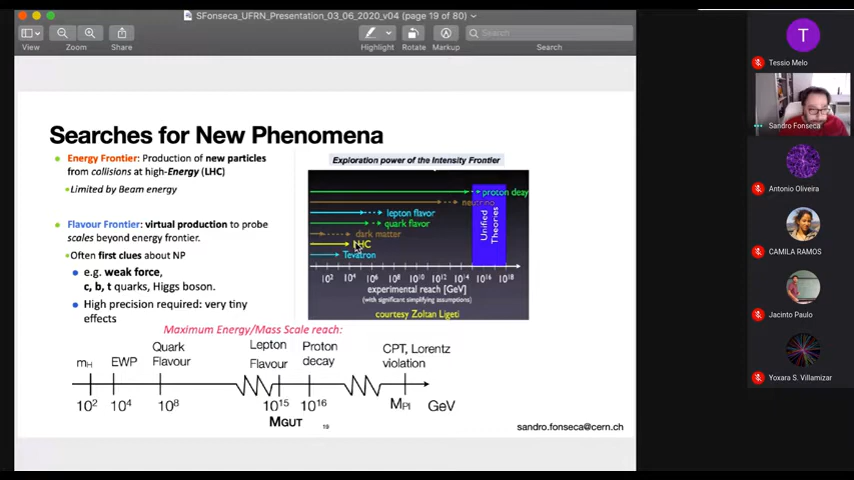 SFonseca_UFRN_Presentation_03_06_2020_v04 (page 19 of 80)
View
Zoom
Share
Highlight
Rotate
Markup
Search
Search
Searches for New Phenomena
Energy Frontier: Production of new particles
from collisions at high-Energy (LHC)
Limited by Beam energy
Flavour Frontier: virtual production to probe
scales beyond energy frontier.
Often first clues about NP
e.g. weak force,
c, b, t quarks, Higgs boson.
High precision required: very tiny
effects
Exploration power of the Intensity Frontier
proton decay
neutrino
lepton flavor
quark flavor
dark matter
LHC
Tevatron
Unified
Theories
10² 10⁴ 10⁶ 10⁸ 10¹⁰ 10¹² 10¹⁴ 10¹⁶ 10¹⁸
experimental reach [GeV]
(with significant simplifying assumptions)
courtesy Zoltan Ligeti
Maximum Energy/Mass Scale reach:
mH
EWP
Quark
Flavour
Lepton
Flavour
Proton
decay
CPT, Lorentz
violation
10² 10⁴ 10⁸ 10¹⁵ 10¹⁶ MPl GeV
MGUT
19
sandro.fonseca@cern.ch
T
Tessio Melo
Sandro Fonseca
Antonio Oliveira
CAMILA RAMOS
Jacinto Paulo
Yoxara S. Villamizar